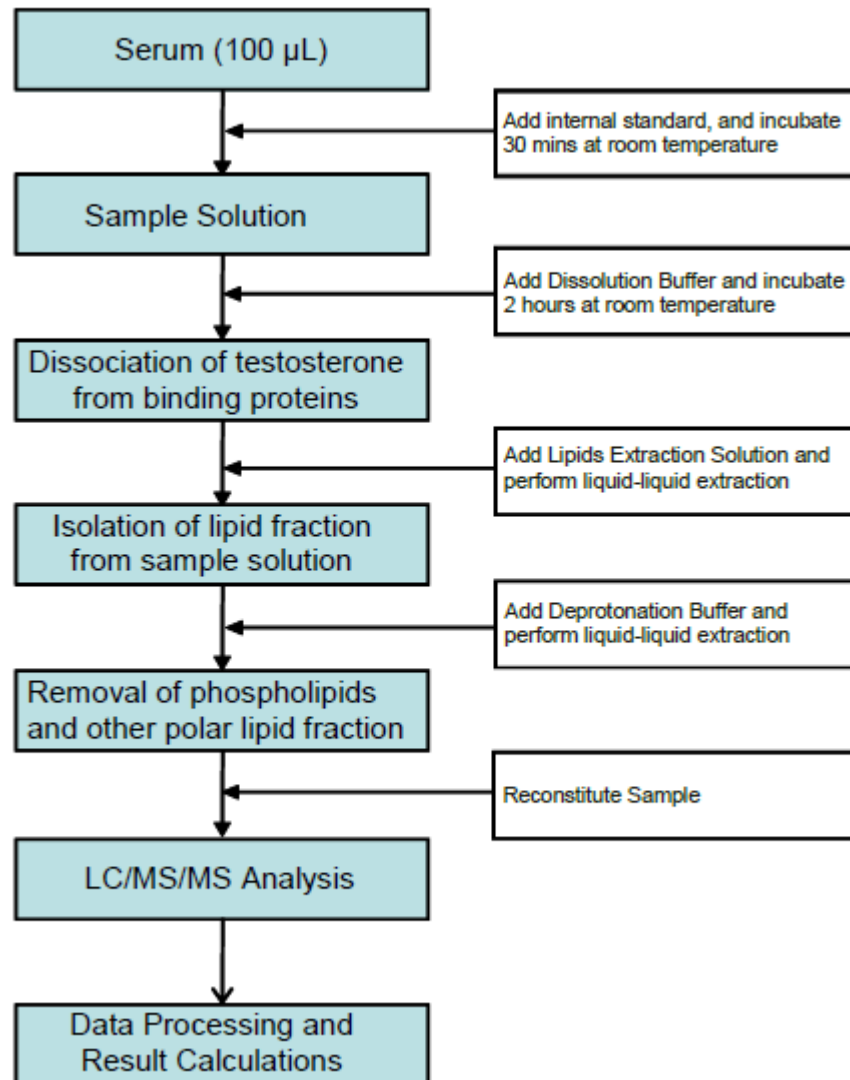 Serum (100 µL)
Add internal standard, and incubate
30 mins at room temperature
Sample Solution
Add Dissolution Buffer and incubate
2 hours at room temperature
Dissociation of testosterone
from binding proteins
Add Lipids Extraction Solution and
perform liquid-liquid extraction
Isolation of lipid fraction
from sample solution
Add Deprotonation Buffer and
perform liquid-liquid extraction
Removal of phospholipids
and other polar lipid fraction
Reconstitute Sample
LC/MS/MS Analysis
Data Processing and
Result Calculations